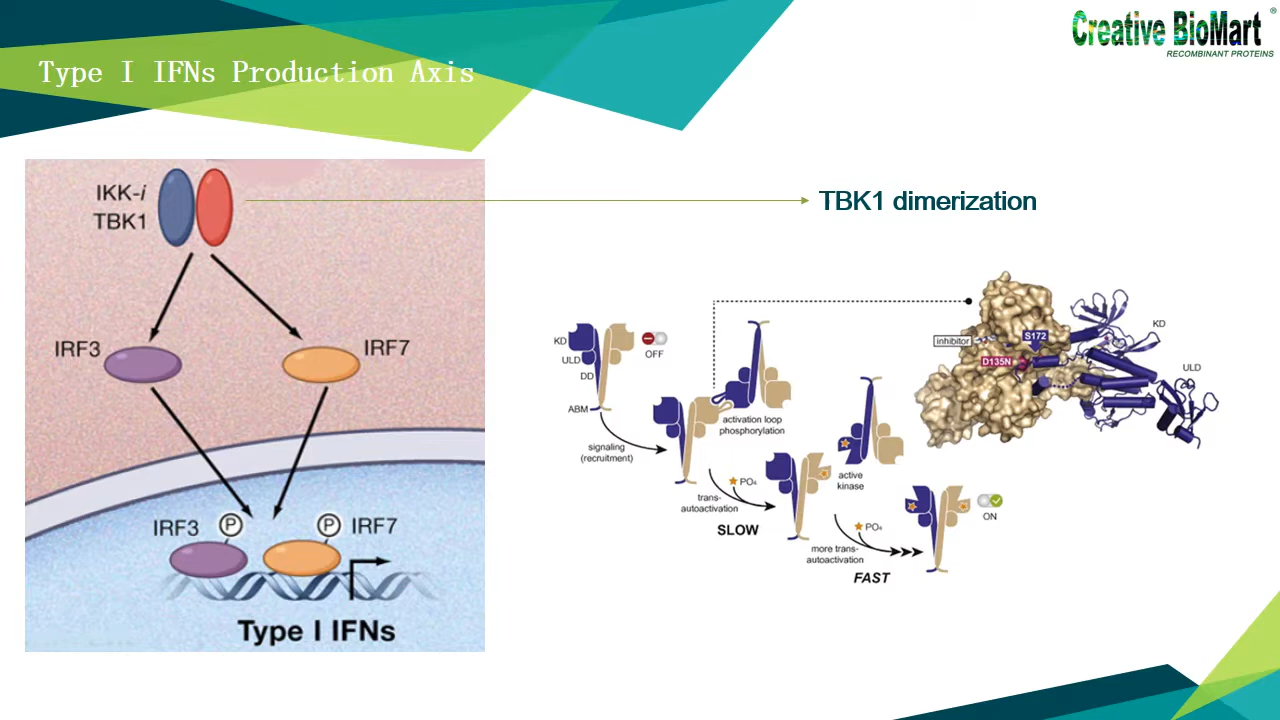 Creative BioMart®
RECOMBINANT PROTEINS
Type I IFNs Production Axis
IKK-i
TBK1
IRF3
IRF7
IRF3
P
P
IRF7
Type I IFNs
TBK1 dimerization
KD
ULD
DD
ABM
OFF
signaling
(recruitment)
activation loop
phosphorylation
trans-
autoactivation
PO₄
SLOW
active
kinase
more trans-
autoactivation
PO₄
FAST
ON
inhibitor
S172
D135N
KD
ULD